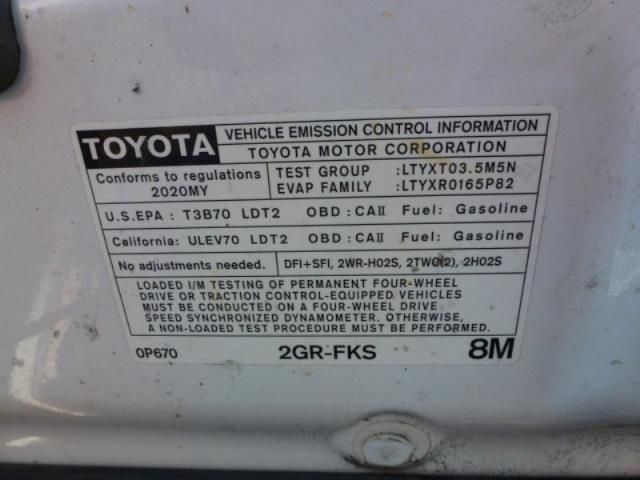 TOYOTA VEHICLE EMISSION CONTROL INFORMATION
TOYOTA MOTOR CORPORATION
Conforms to regulations
2020MY
TEST GROUP :LTYXT03.5M5N
EVAP FAMILY :LTYXR0165P82
U.S.EPA : T3B70 LDT2 OBD : CAII Fuel: Gasoline
California: ULEV70 LDT2 OBD : CAII Fuel: Gasoline
No adjustments needed. DFI+SFI, 2WR-HO2S, 2TWC(2), 2HO2S
LOADED I/M TESTING OF PERMANENT FOUR-WHEEL
DRIVE OR TRACTION CONTROL-EQUIPPED VEHICLES
MUST BE CONDUCTED ON A FOUR-WHEEL DRIVE
SPEED SYNCHRONIZED DYNAMOMETER. OTHERWISE,
A NON-LOADED TEST PROCEDURE MUST BE PERFORMED.
0P670 2GR-FKS 8M